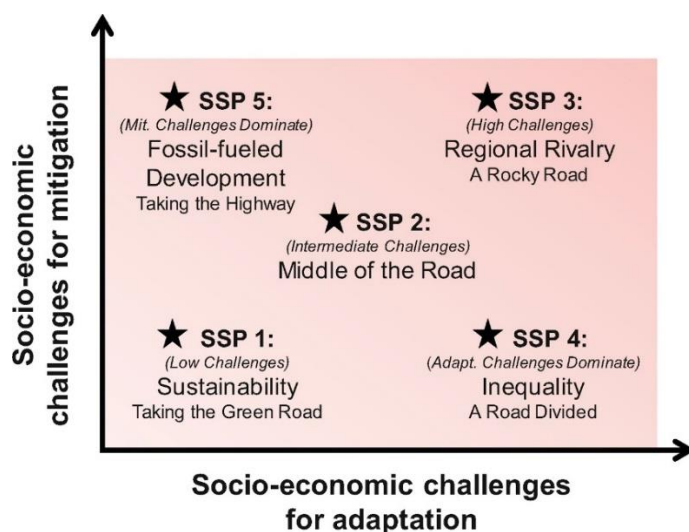 Socio-economic
challenges for mitigation
SSP 5:
(Mit. Challenges Dominate)
Fossil-fueled
Development
Taking the Highway
SSP 3:
(High Challenges)
Regional Rivalry
A Rocky Road
SSP 2:
(Intermediate Challenges)
Middle of the Road
SSP 1:
(Low Challenges)
Sustainability
Taking the Green Road
SSP 4:
(Adapt. Challenges Dominate)
Inequality
A Road Divided
Socio-economic challenges
for adaptation